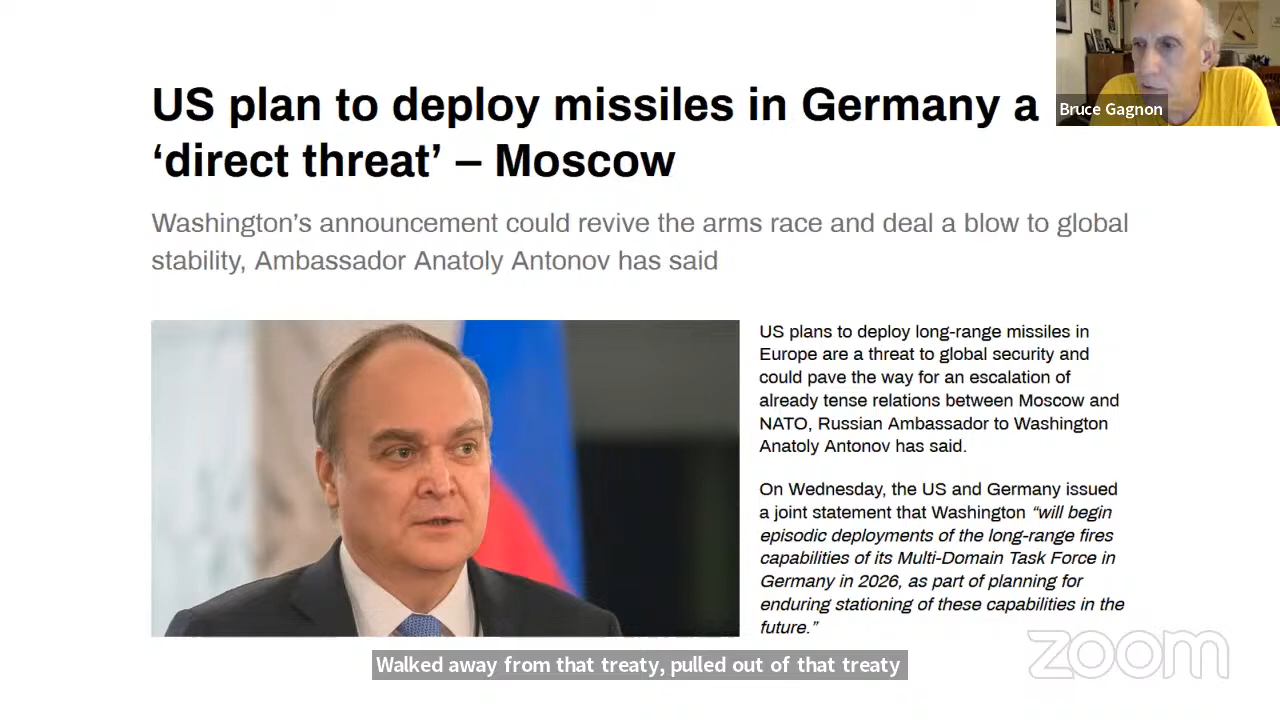 US plan to deploy missiles in Germany a
‘direct threat’ – Moscow
Bruce Gagnon
Washington’s announcement could revive the arms race and deal a blow to global
stability, Ambassador Anatoly Antonov has said
US plans to deploy long-range missiles in
Europe are a threat to global security and
could pave the way for an escalation of
already tense relations between Moscow and
NATO, Russian Ambassador to Washington
Anatoly Antonov has said.
On Wednesday, the US and Germany issued
a joint statement that Washington “will begin
episodic deployments of the long-range fires
capabilities of its Multi-Domain Task Force in
Germany in 2026, as part of planning for
enduring stationing of these capabilities in the
future.”
Walked away from that treaty, pulled out of that treaty
zoom